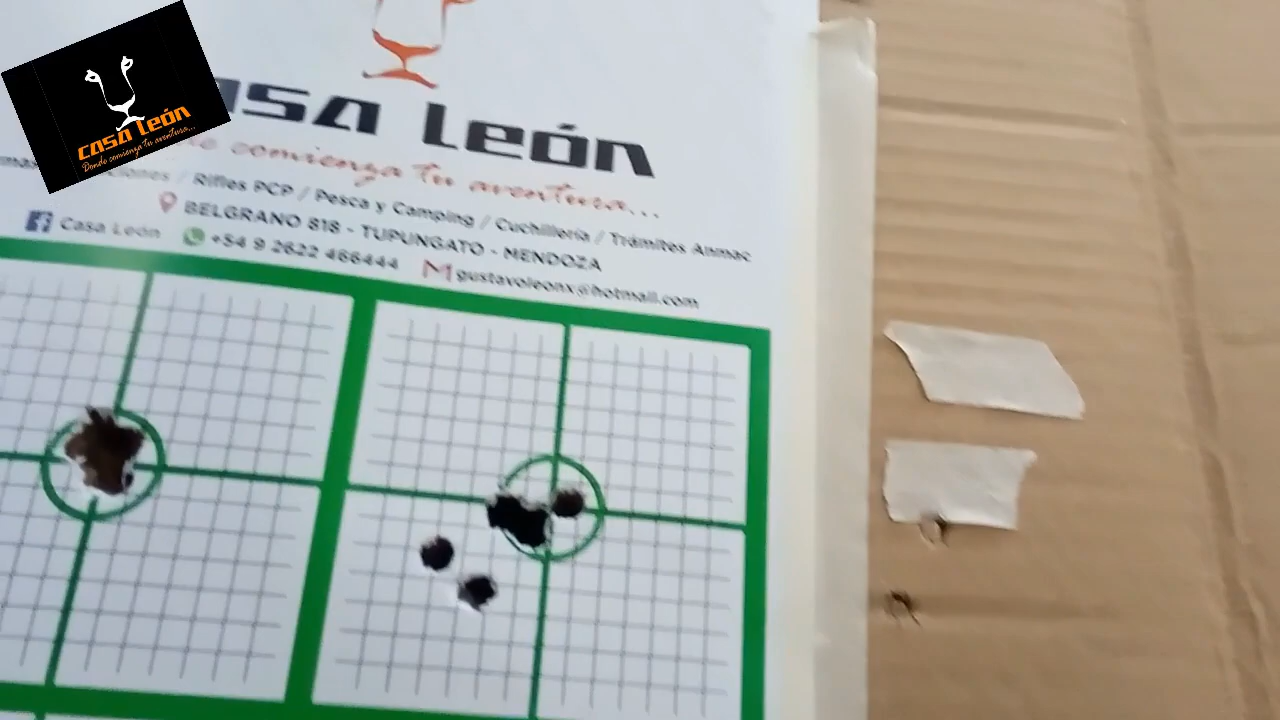 casa león
Donde comienza tu aventura...
asa león
comienza tu aventura...
Rifles PCP / Pesca y Camping / Cuchillería / Trámites Anmac
BELGRANO 818 - TUPUNGATO - MENDOZA
Casa León +54 9 2622 466444 gustavoleonx@hotmail.com